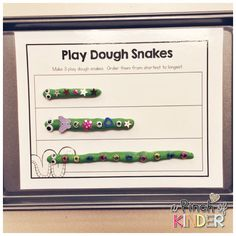 Play Dough Snakes
Make 3 play dough snakes. Order them from shortest to longest.
a Pinch of
KINDER